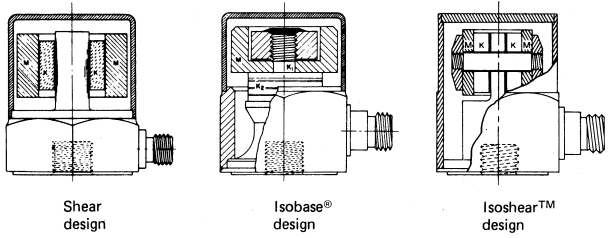 M K K M
K₁
K₂
M K K M
Shear
design
Isobase®
design
Isoshear™
design